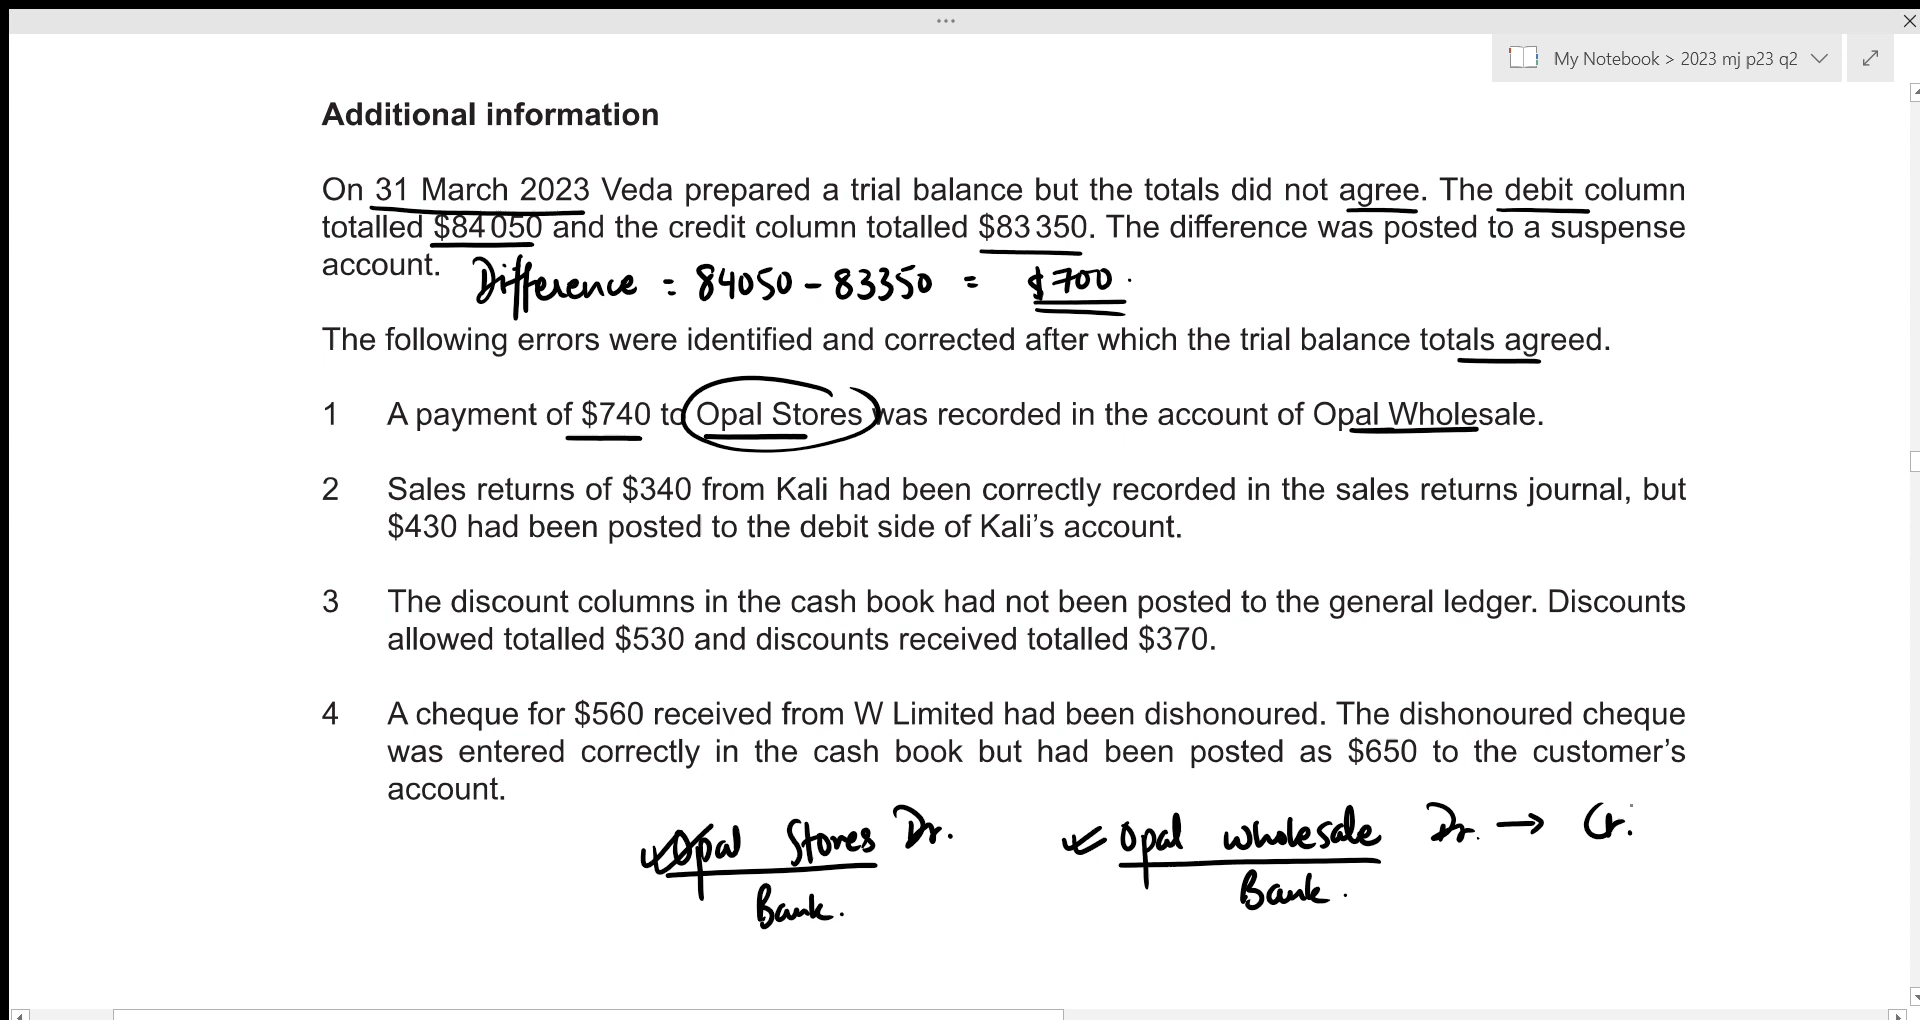 My Notebook > 2023 mj p23 q2
Additional information
On 31 March 2023 Veda prepared a trial balance but the totals did not agree. The debit column
totalled $84 050 and the credit column totalled $83 350. The difference was posted to a suspense
account.
Difference = 84050 - 83350 = $700.
The following errors were identified and corrected after which the trial balance totals agreed.
1 A payment of $740 to Opal Stores was recorded in the account of Opal Wholesale.
2 Sales returns of $340 from Kali had been correctly recorded in the sales returns journal, but
$430 had been posted to the debit side of Kali’s account.
3 The discount columns in the cash book had not been posted to the general ledger. Discounts
allowed totalled $530 and discounts received totalled $370.
4 A cheque for $560 received from W Limited had been dishonoured. The dishonoured cheque
was entered correctly in the cash book but had been posted as $650 to the customer’s
account.
Opal Stores Dr. Opal wholesale Dr. → Cr.
Bank. Bank.